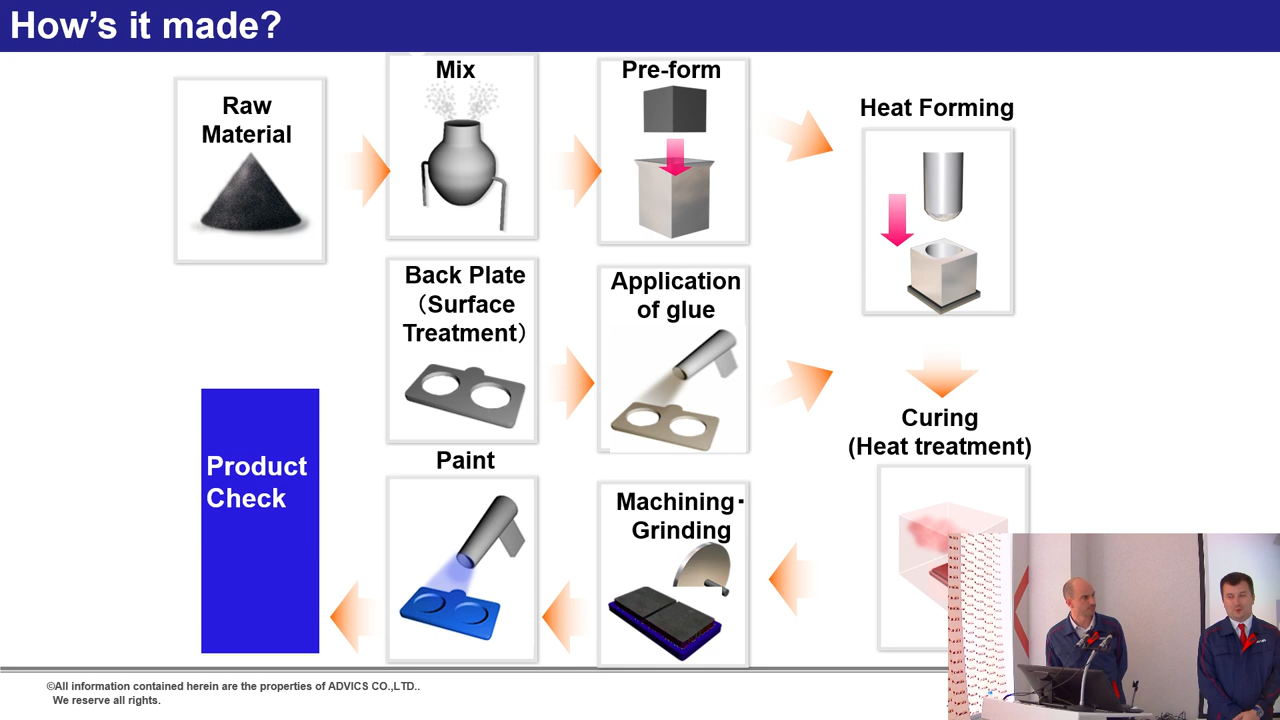 How's it made?
Raw
Material
Mix
Pre-form
Heat Forming
Back Plate
（Surface
Treatment）
Application
of glue
Curing
(Heat treatment)
Product
Check
Paint
Machining・
Grinding
©All information contained herein are the properties of ADVICS CO.,LTD..
We reserve all rights.